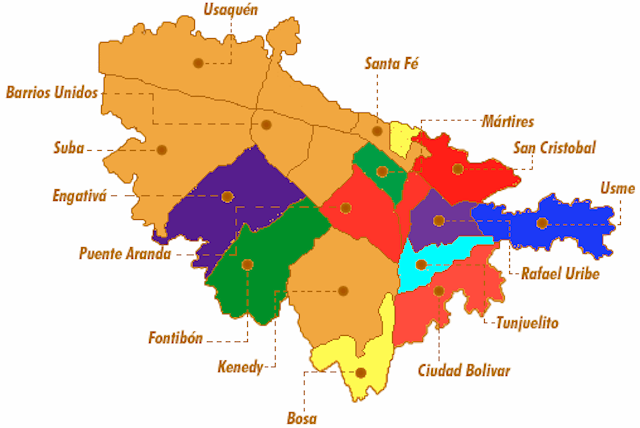 Usaquén
Santa Fé
Barrios Unidos
Mártires
Suba
San Cristobal
Engativá
Usme
Puente Aranda
Rafael Uribe
Tunjuelito
Fontibón
Kenedy
Ciudad Bolivar
Bosa